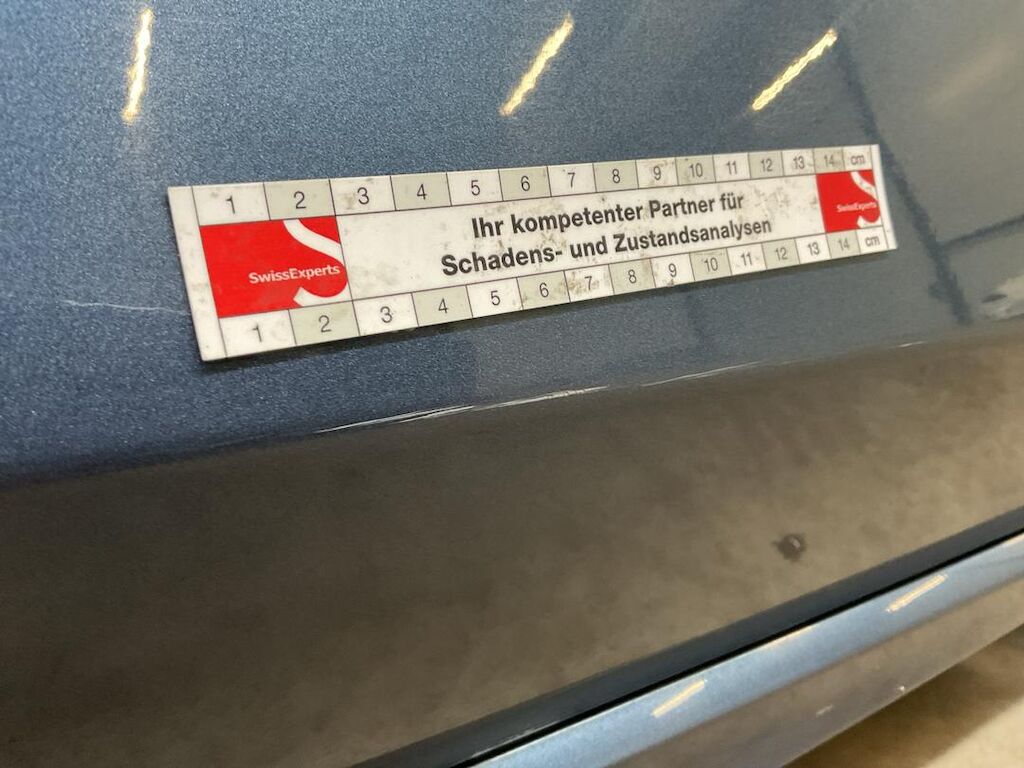 1 2 3 4 5 6 7 8 9 10 11 12 13 14 cm
SwissExperts
Ihr kompetenter Partner für
Schadens- und Zustandsanalysen
SwissExperts
1 2 3 4 5 6 7 8 9 10 11 12 13 14 cm